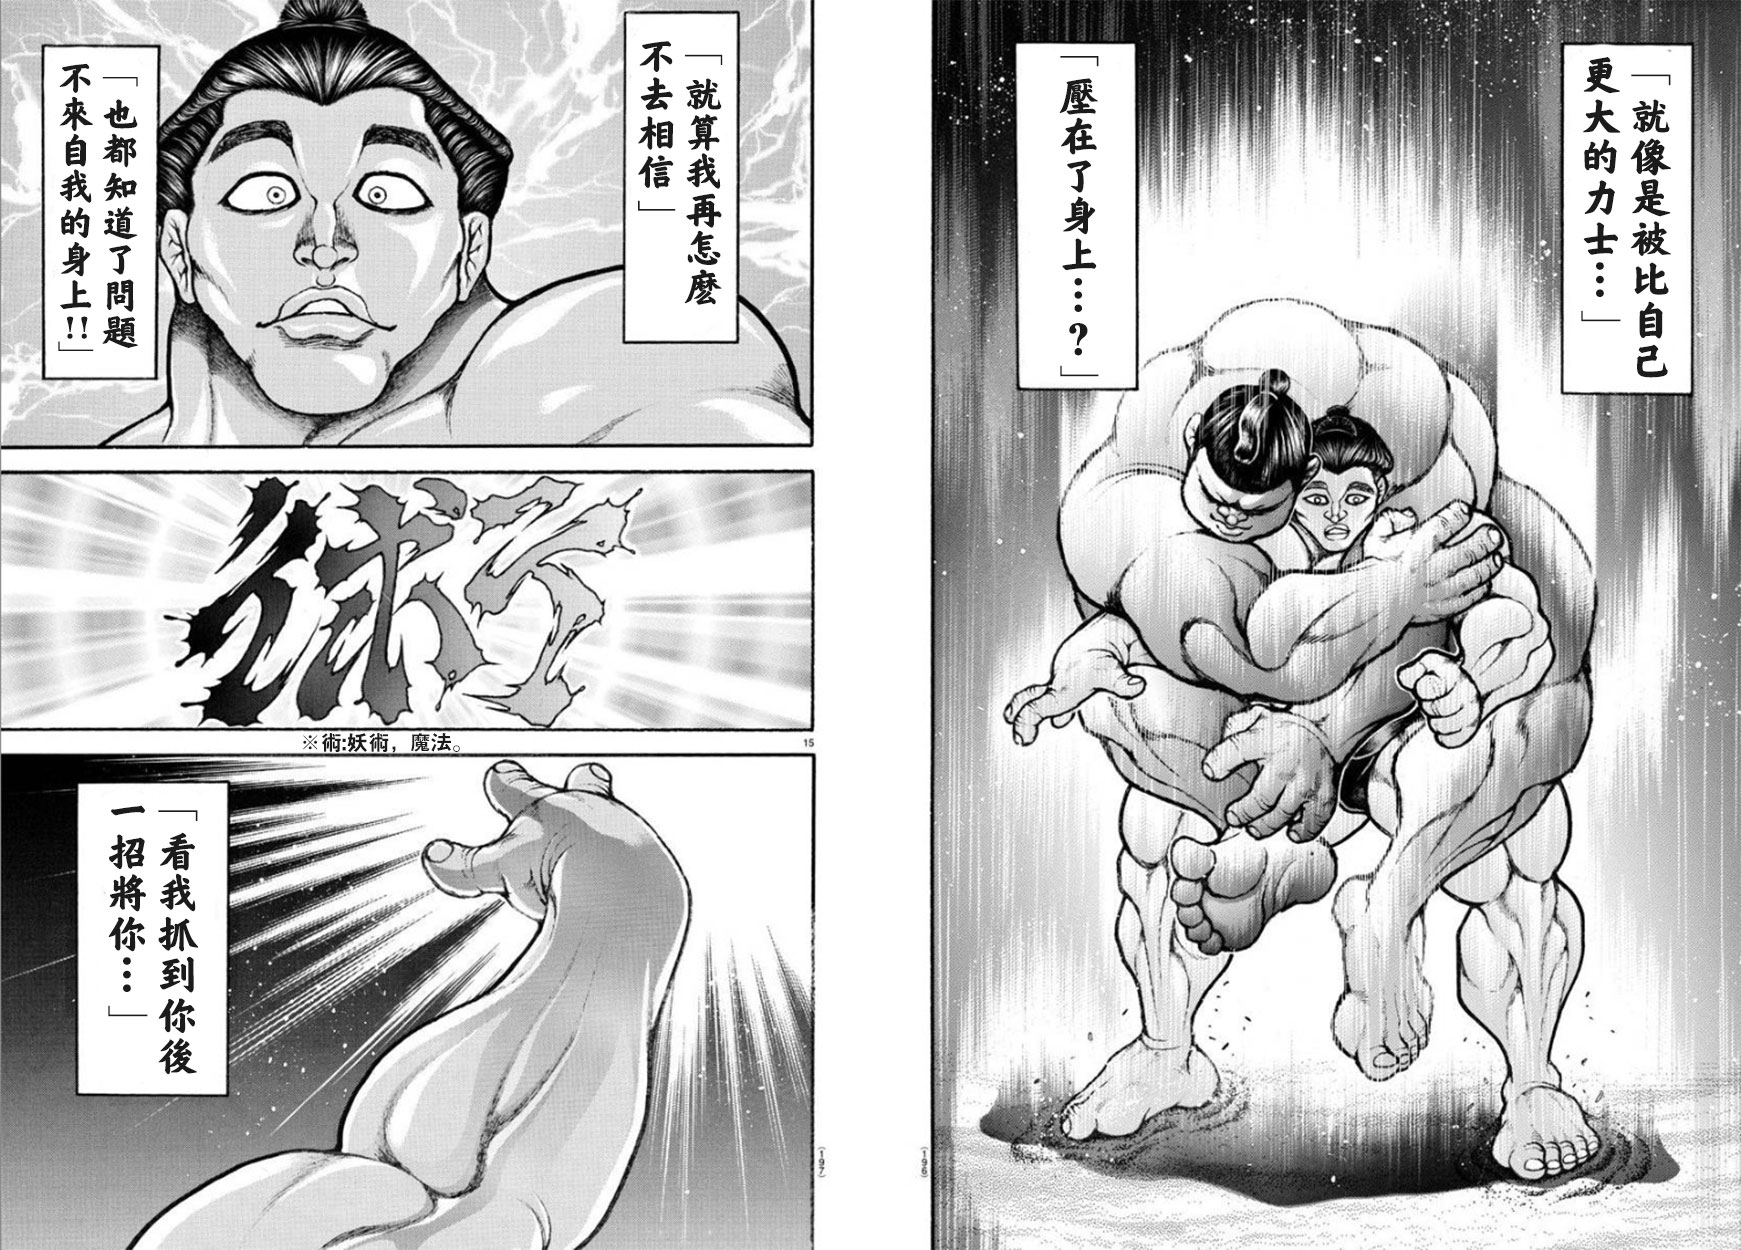 「就像是被比自己
更大的力士…」
「壓在了身上…？」
(196)
「就算我再怎麼
不去相信」
「也都知道了問題
不來自我的身上!!」
術
※術:妖術，魔法。
15
「看我抓到你後
一招將你…」
(197)